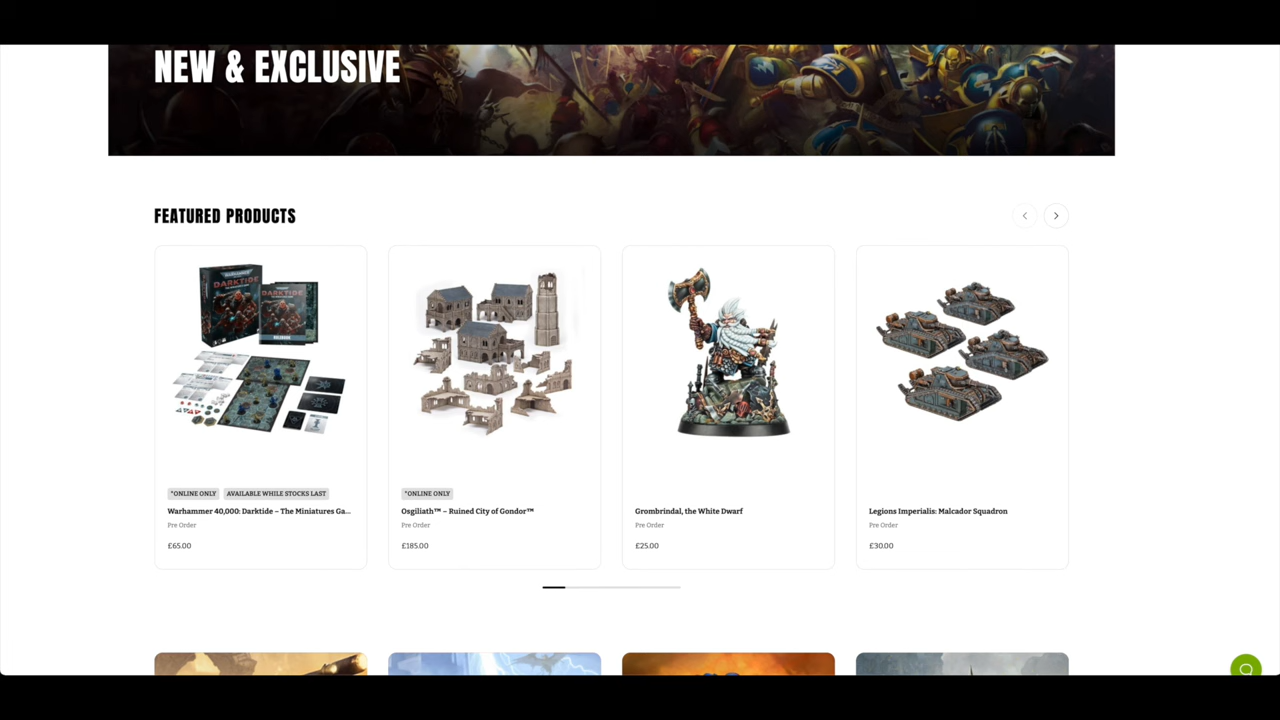 NEW & EXCLUSIVE
FEATURED PRODUCTS
DARKTIDE
DARKTIDE
*ONLINE ONLY AVAILABLE WHILE STOCKS LAST
Warhammer 40,000: Darktide – The Miniatures Ga...
Pre Order
£65.00
*ONLINE ONLY
Osgiliath™ – Ruined City of Gondor™
Pre Order
£185.00
Grombrindal, the White Dwarf
Pre Order
£25.00
Legions Imperialis: Malcador Squadron
Pre Order
£30.00